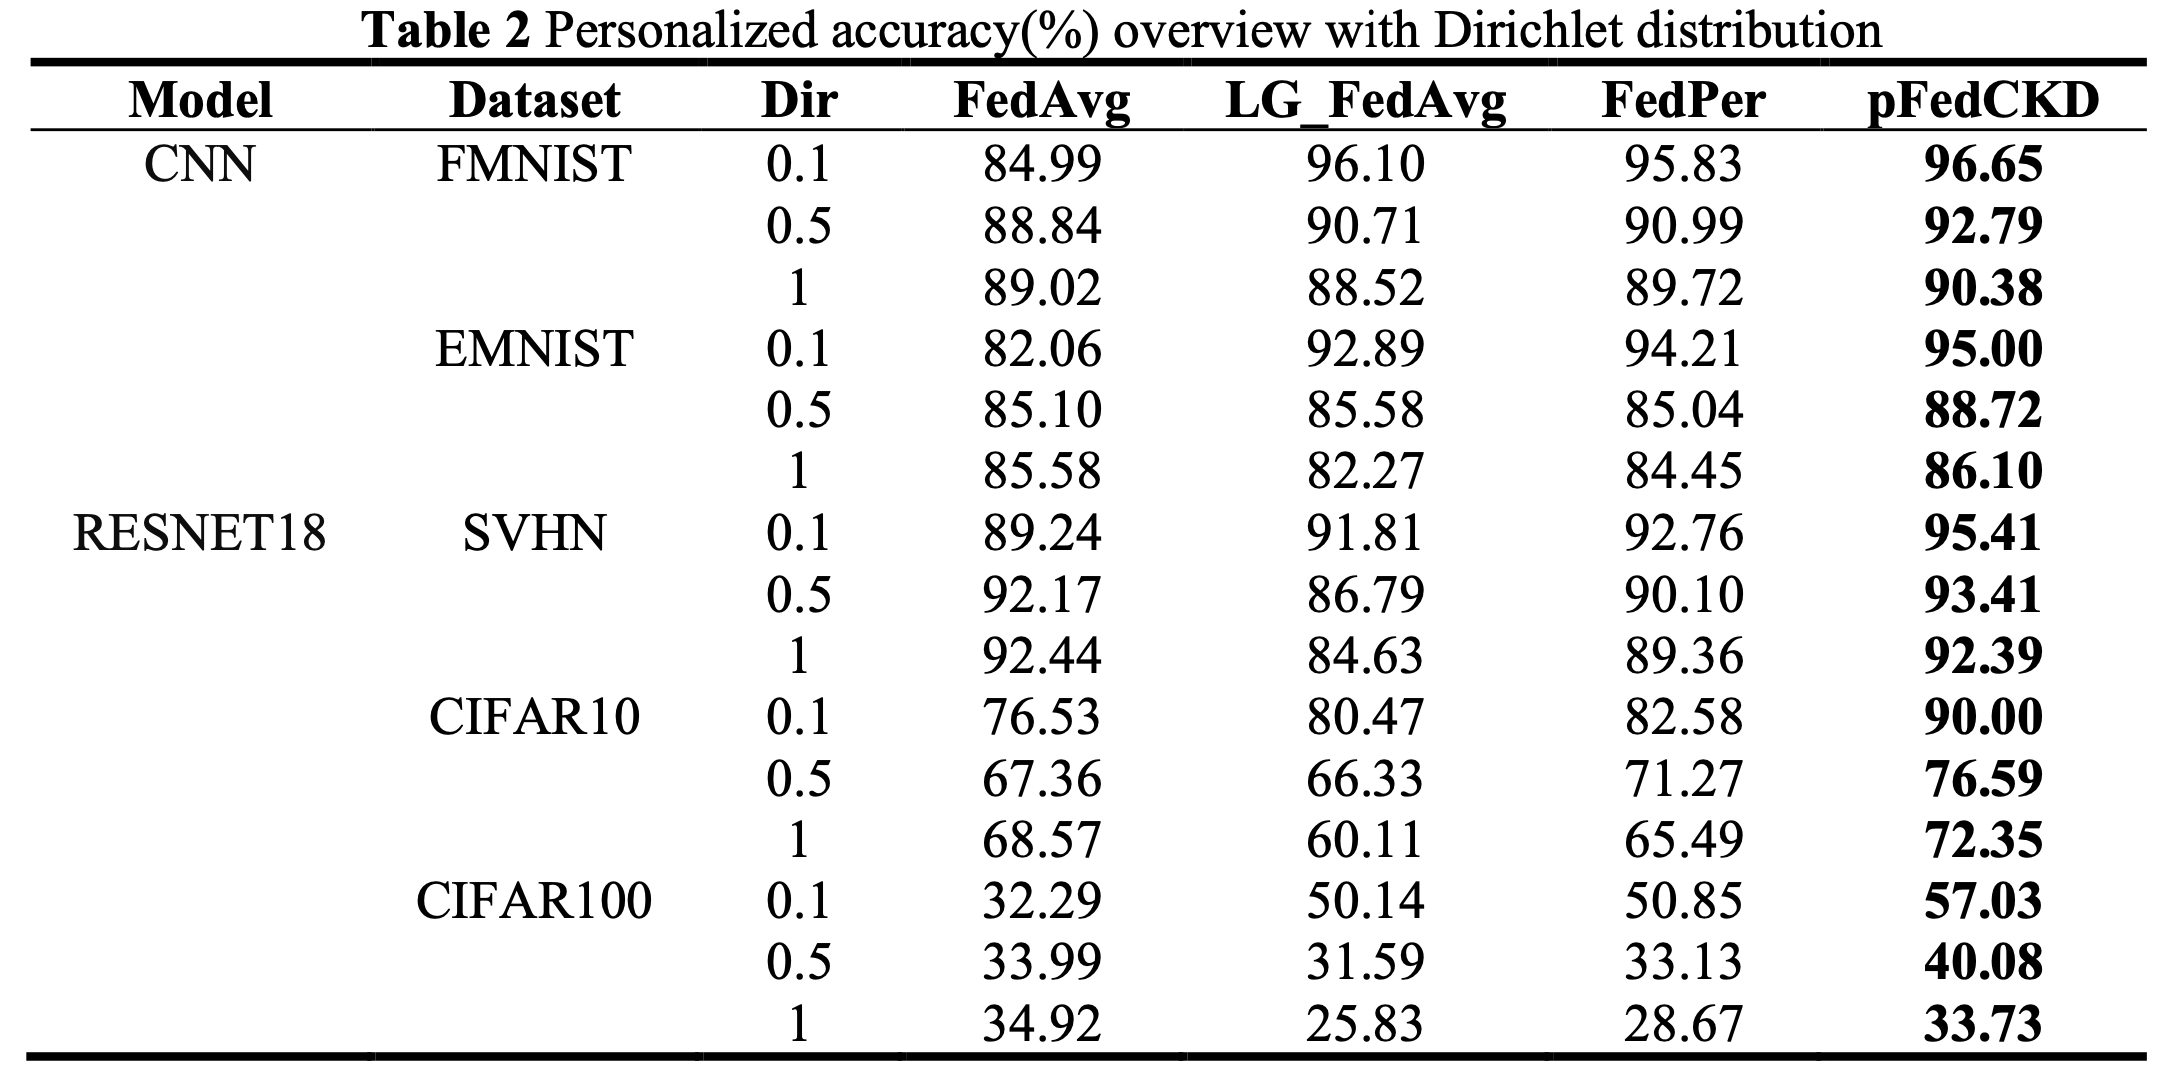 Table 2 Personalized accuracy(%) overview with Dirichlet distribution
Model Dataset Dir FedAvg LG_FedAvg FedPer pFedCKD
CNN FMNIST 0.1 84.99 96.10 95.83 96.65
0.5 88.84 90.71 90.99 92.79
1 89.02 88.52 89.72 90.38
EMNIST 0.1 82.06 92.89 94.21 95.00
0.5 85.10 85.58 85.04 88.72
1 85.58 82.27 84.45 86.10
RESNET18 SVHN 0.1 89.24 91.81 92.76 95.41
0.5 92.17 86.79 90.10 93.41
1 92.44 84.63 89.36 92.39
CIFAR10 0.1 76.53 80.47 82.58 90.00
0.5 67.36 66.33 71.27 76.59
1 68.57 60.11 65.49 72.35
CIFAR100 0.1 32.29 50.14 50.85 57.03
0.5 33.99 31.59 33.13 40.08
1 34.92 25.83 28.67 33.73